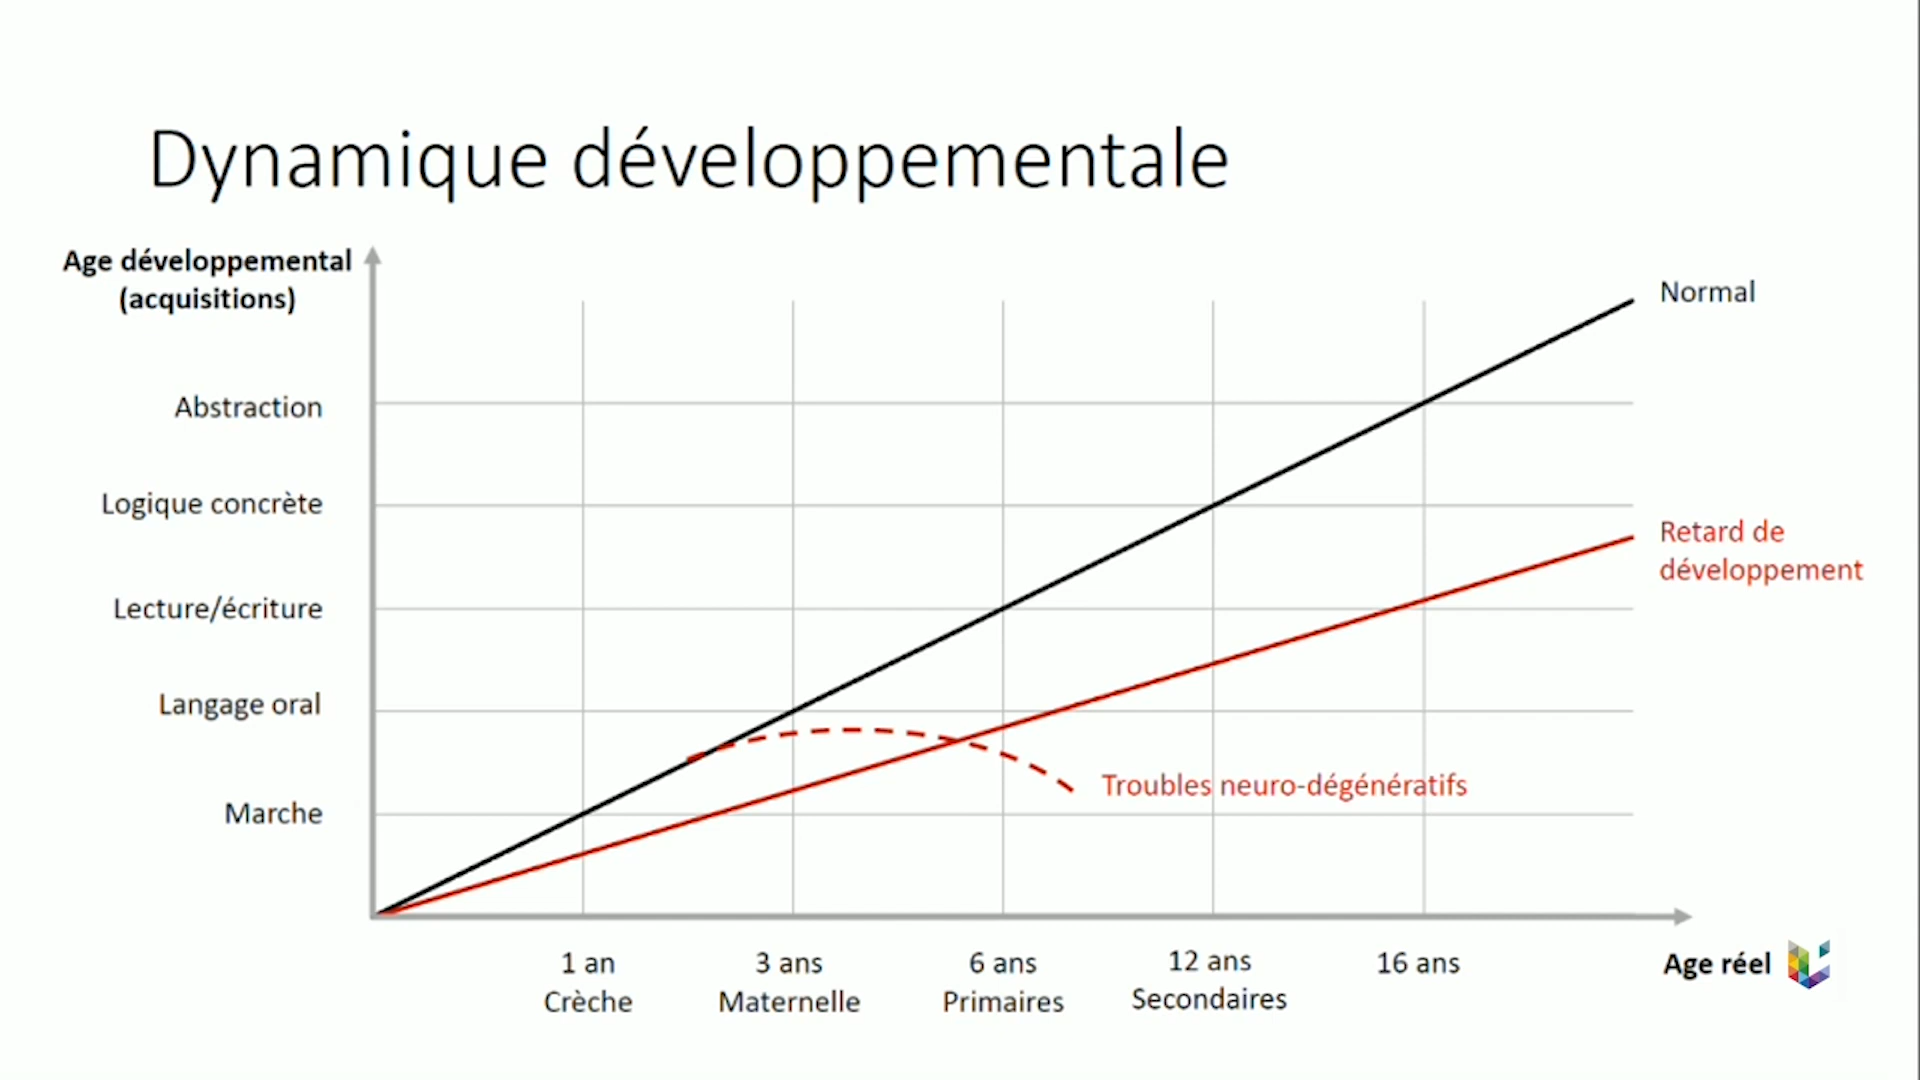 Dynamique développementale
Age développemental
(acquisitions)
Normal
Abstraction
Logique concrète
Retard de
développement
Lecture/écriture
Langage oral
Troubles neuro-dégénératifs
Marche
1 an
Crèche
3 ans
Maternelle
6 ans
Primaires
12 ans
Secondaires
16 ans
Age réel